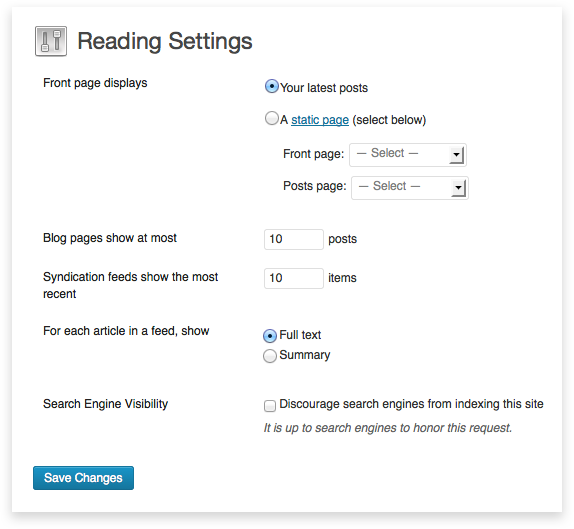 Reading Settings
Front page displays
Your latest posts
A static page (select below)
Front page: — Select —
Posts page: — Select —
Blog pages show at most 10 posts
Syndication feeds show the most
recent
10 items
For each article in a feed, show
Full text
Summary
Search Engine Visibility
Discourage search engines from indexing this site
It is up to search engines to honor this request.
Save Changes